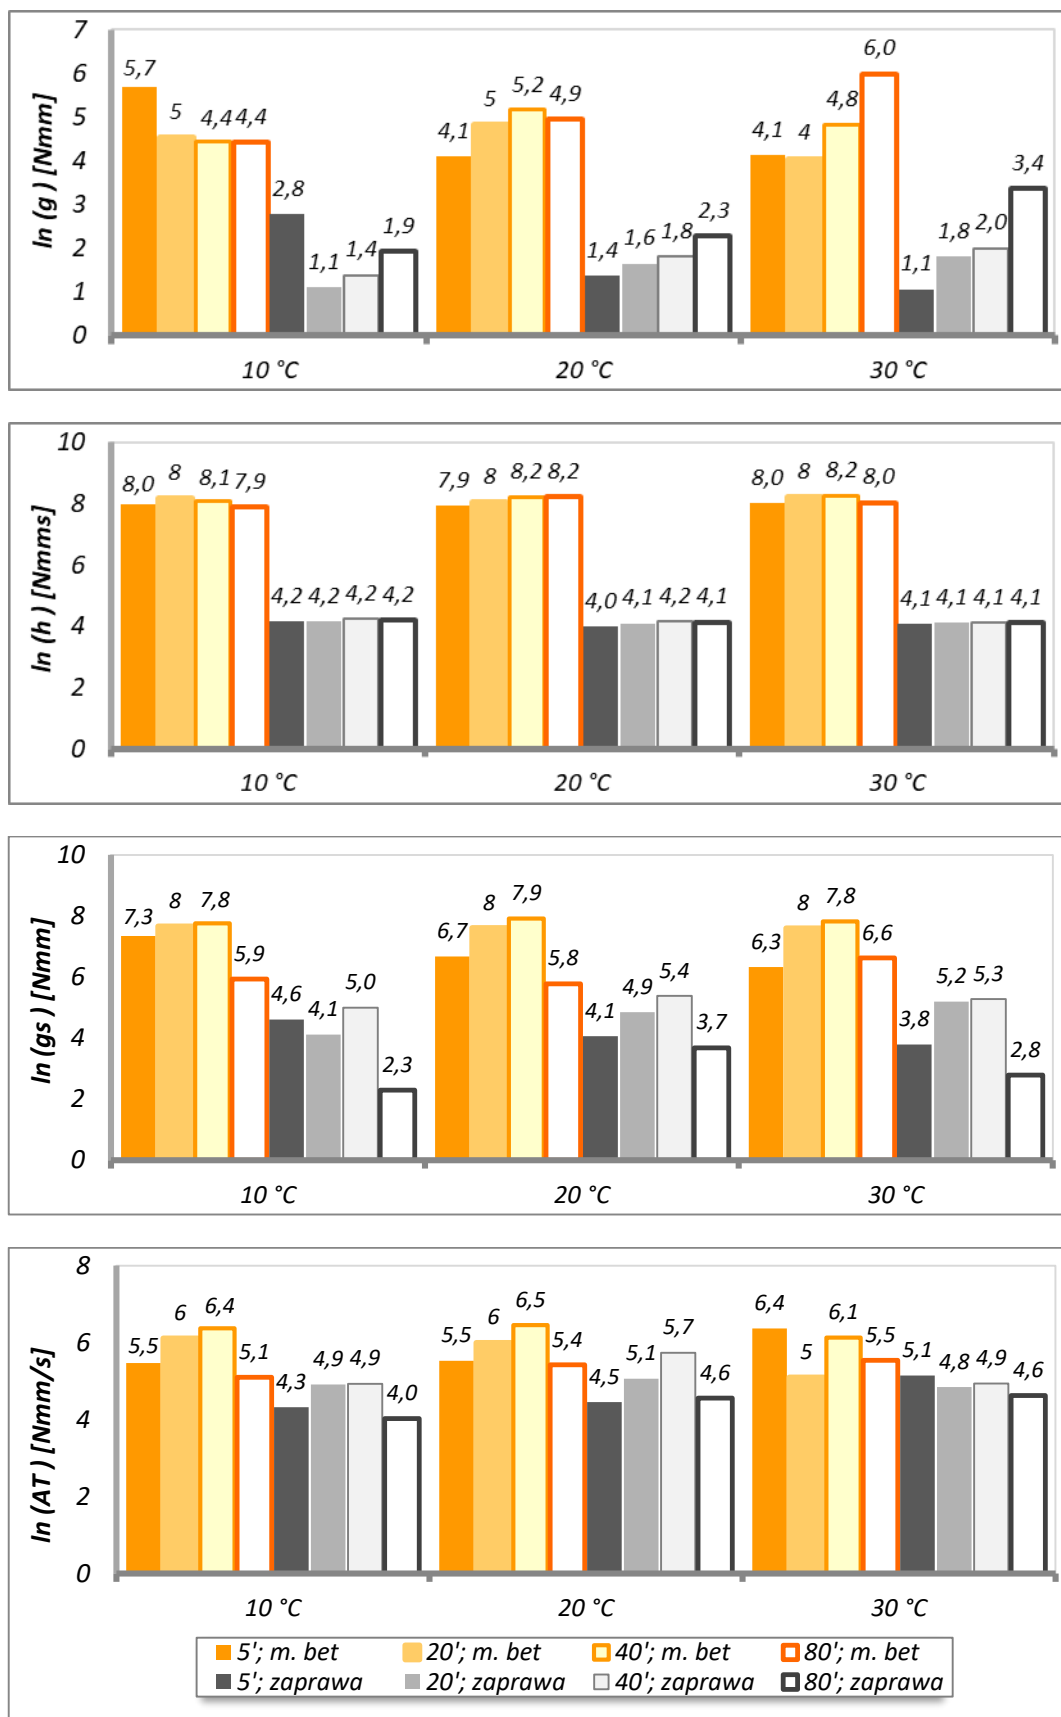 ln (g ) [Nmm]
7
6
5
4
3
2
1
0
5,7 5 4,4 4,4 2,8 1,1 1,4 1,9
4,1 5 5,2 4,9 1,4 1,6 1,8 2,3
4,1 4 4,8 6,0 1,1 1,8 2,0 3,4
10 °C 20 °C 30 °C
ln (h ) [Nmms]
10
8
6
4
2
0
8,0 8 8,1 7,9 4,2 4,2 4,2 4,2
7,9 8 8,2 8,2 4,0 4,1 4,2 4,1
8,0 8 8,2 8,0 4,1 4,1 4,1 4,1
10 °C 20 °C 30 °C
ln (gs ) [Nmm]
10
8
6
4
2
0
7,3 8 7,8 5,9 4,6 4,1 5,0 2,3
6,7 8 7,9 5,8 4,1 4,9 5,4 3,7
6,3 8 7,8 6,6 3,8 5,2 5,3 2,8
10 °C 20 °C 30 °C
ln (AT ) [Nmm/s]
8
6
4
2
0
5,5 6 6,4 5,1 4,3 4,9 4,9 4,0
5,5 6 6,5 5,4 4,5 5,1 5,7 4,6
6,4 5 6,1 5,5 5,1 4,8 4,9 4,6
10 °C 20 °C 30 °C
5'; m. bet 20'; m. bet 40'; m. bet 80'; m. bet
5'; zaprawa 20'; zaprawa 40'; zaprawa 80'; zaprawa